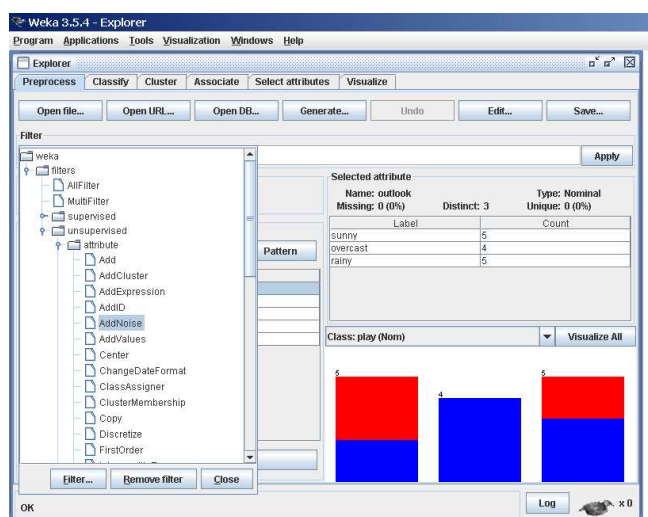 Weka 3.5.4 - Explorer
Program Applications Tools Visualization Windows Help
Explorer
Preprocess Classify Cluster Associate Select attributes Visualize
Open file... Open URL... Open DB... Generate... Undo Edit... Save...
Filter
weka
Apply
filters
AllFilter
MultiFilter
supervised
unsupervised
attribute
Add
AddCluster
AddExpression
AddID
AddNoise
AddValues
Center
ChangeDateFormat
ClassAssigner
ClusterMembership
Copy
Discretize
FirstOrder
Filter... Remove filter Close
Pattern
Selected attribute
Name: outlook Type: Nominal
Missing: 0 (0%) Distinct: 3 Unique: 0 (0%)
Label Count
sunny 5
overcast 4
rainy 5
Class: play (Nom) Visualize All
5 4 5
OK Log x 0